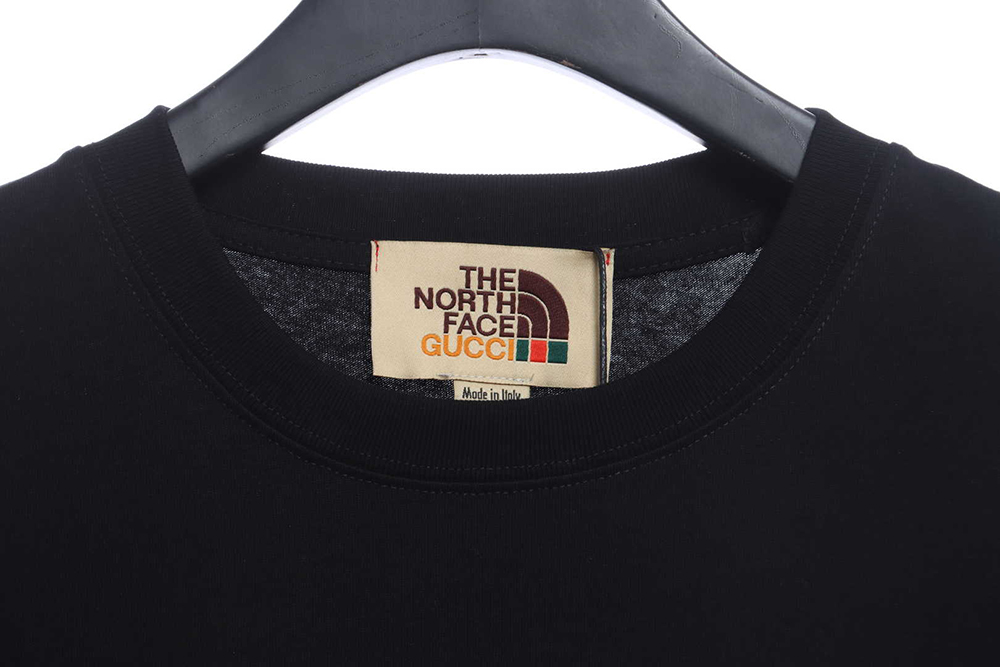 THE
NORTH
FACE
GUCCI
Made in Italy